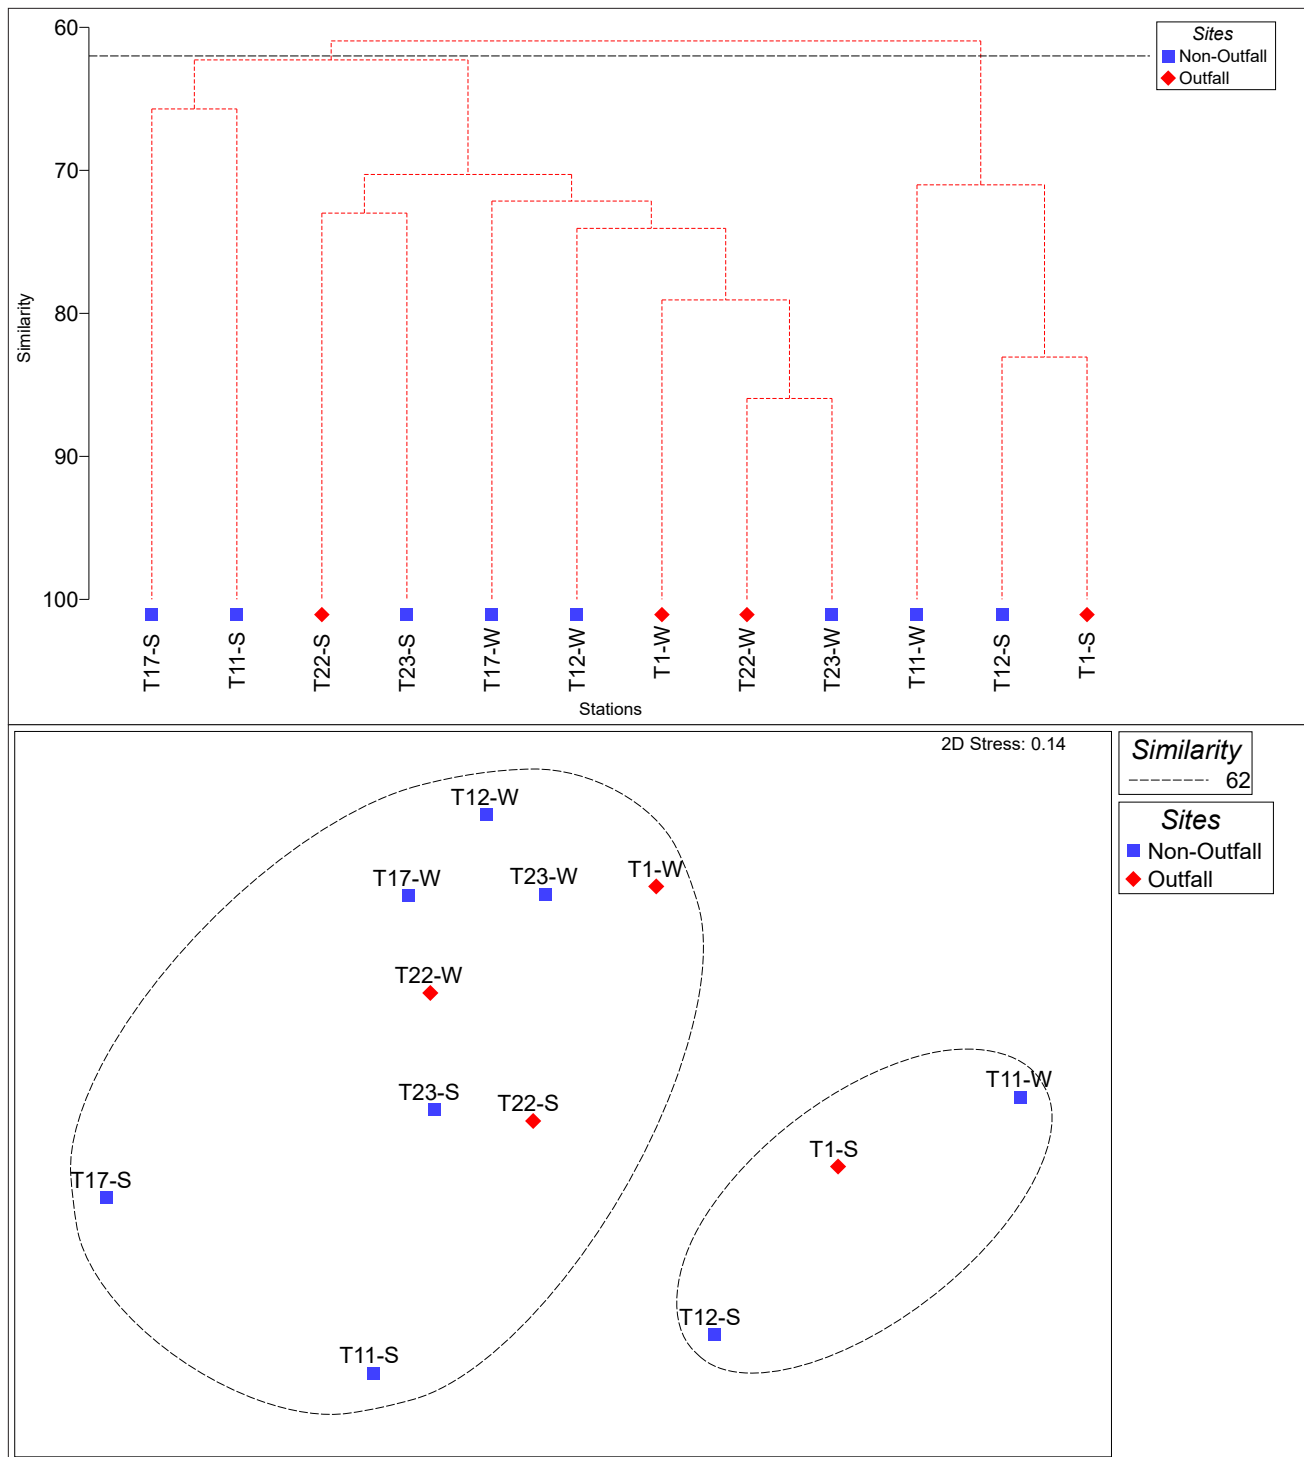 60
70
80
90
100
Similarity
Sites
Non-Outfall
Outfall
T17-S
T11-S
T22-S
T23-S
T17-W
T12-W
T1-W
T22-W
T23-W
T11-W
T12-S
T1-S
Stations
2D Stress: 0.14
Similarity
62
Sites
Non-Outfall
Outfall
T12-W
T17-W
T23-W
T1-W
T22-W
T23-S
T22-S
T11-W
T1-S
T17-S
T12-S
T11-S